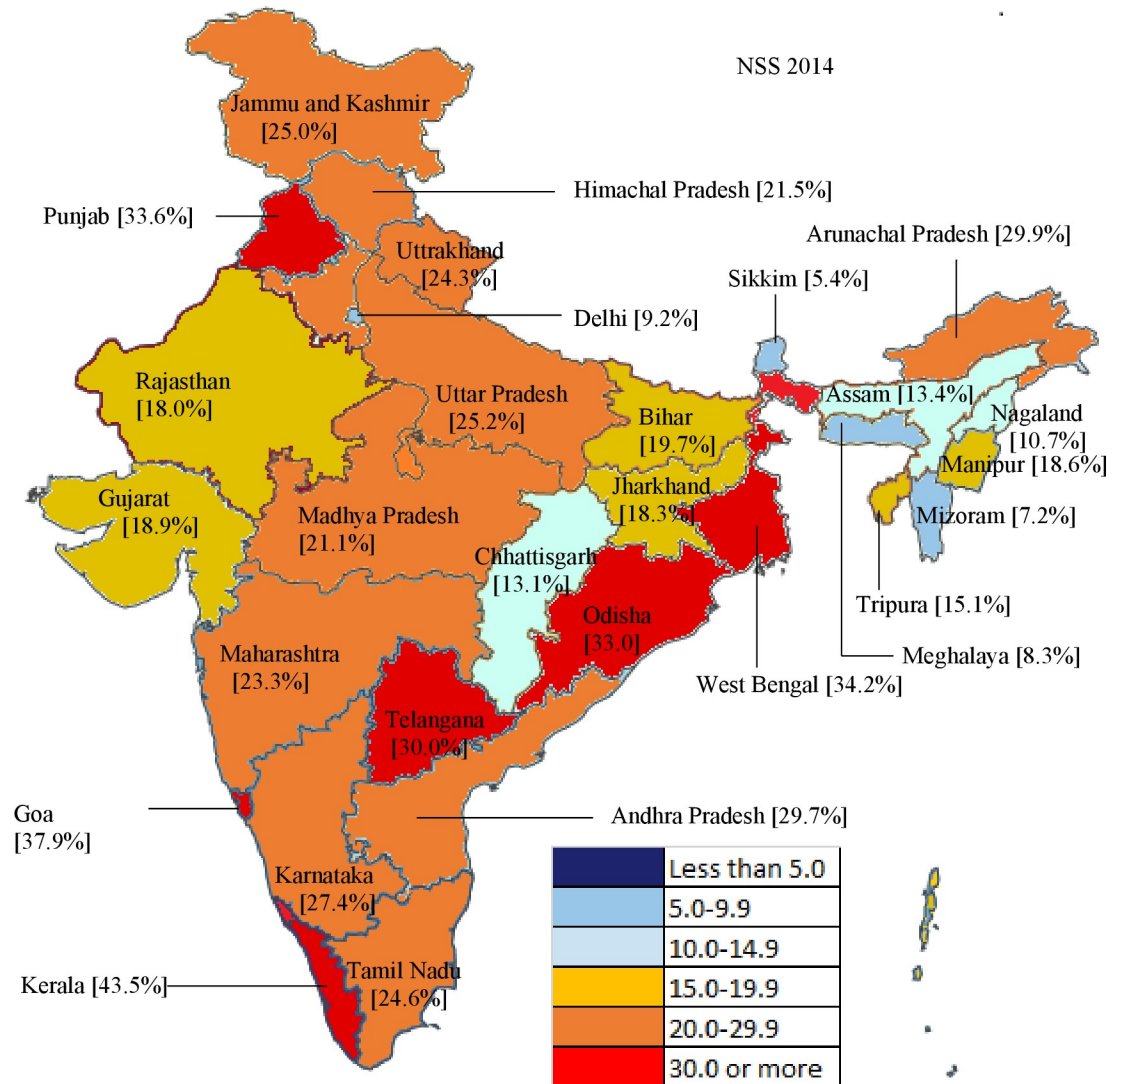 NSS 2014
Jammu and Kashmir
[25.0%]
Himachal Pradesh [21.5%]
Punjab [33.6%]
Arunachal Pradesh [29.9%]
Uttrakhand
[24.3%]
Sikkim [5.4%]
Delhi [9.2%]
Rajasthan
[18.0%]
Uttar Pradesh
[25.2%]
Assam [13.4%]
Bihar
[19.7%]
Nagaland
[10.7%]
Manipur [18.6%]
Gujarat
[18.9%]
Jharkhand
[18.3%]
Madhya Pradesh
[21.1%]
Mizoram [7.2%]
Chhattisgarh
[13.1%]
Tripura [15.1%]
Odisha
[33.0]
Maharashtra
[23.3%]
Meghalaya [8.3%]
West Bengal [34.2%]
Telangana
[30.0%]
Goa
[37.9%]
Andhra Pradesh [29.7%]
Karnataka
[27.4%]
Kerala [43.5%]
Tamil Nadu
[24.6%]
Less than 5.0
5.0-9.9
10.0-14.9
15.0-19.9
20.0-29.9
30.0 or more